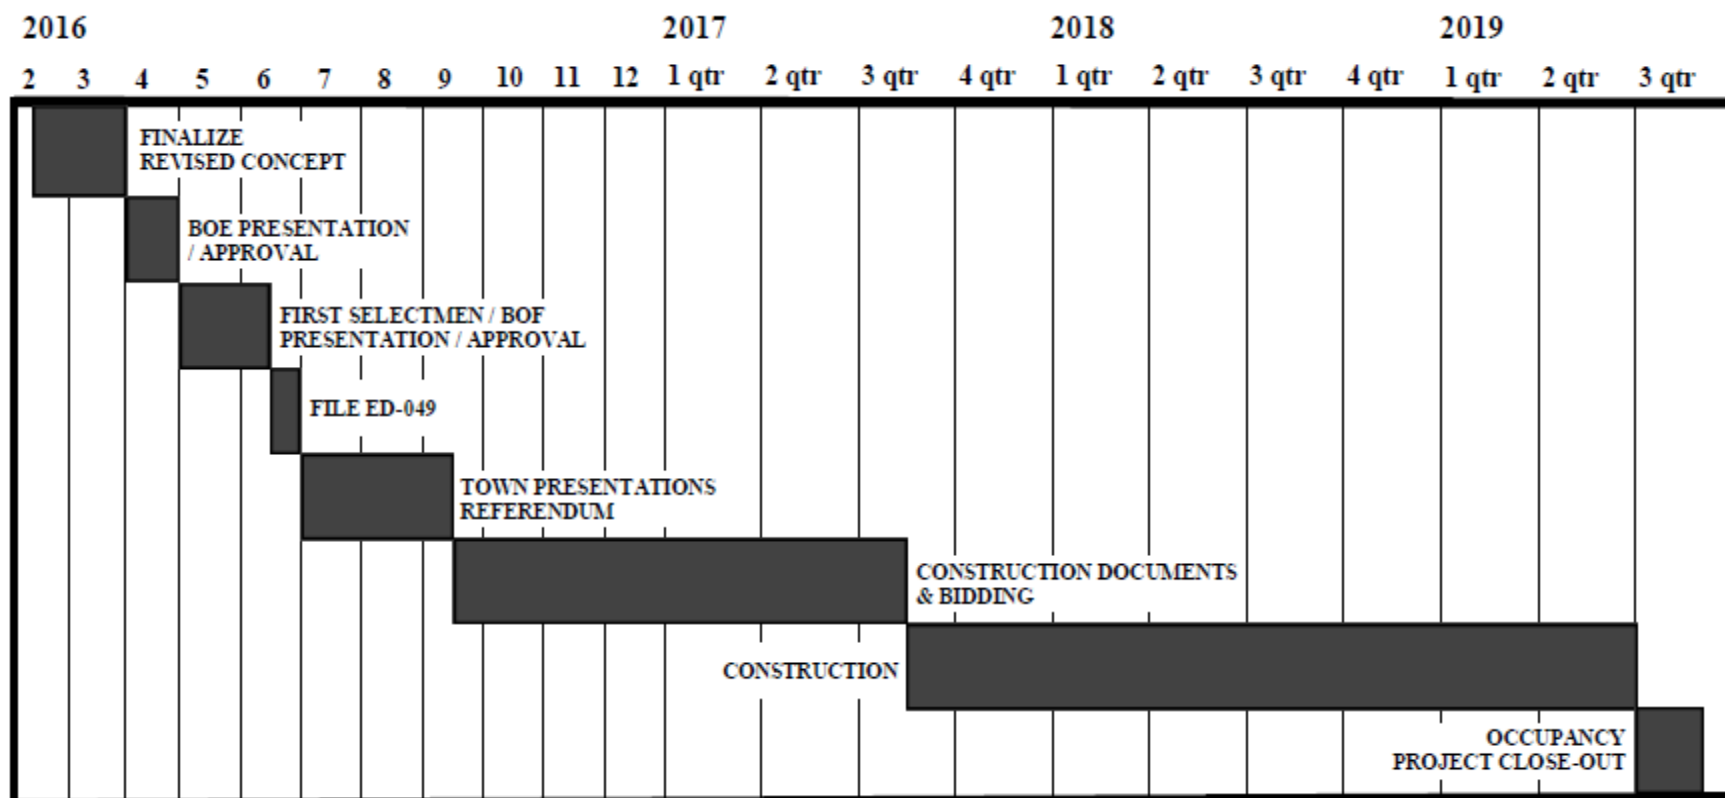 2016 2017 2018 2019
2 3 4 5 6 7 8 9 10 11 12 1 qtr 2 qtr 3 qtr 4 qtr 1 qtr 2 qtr 3 qtr 4 qtr 1 qtr 2 qtr 3 qtr
FINALIZE
REVISED CONCEPT
BOE PRESENTATION
/ APPROVAL
FIRST SELECTMEN / BOF
PRESENTATION / APPROVAL
FILE ED-049
TOWN PRESENTATIONS
REFERENDUM
CONSTRUCTION DOCUMENTS
& BIDDING
CONSTRUCTION
OCCUPANCY
PROJECT CLOSE-OUT